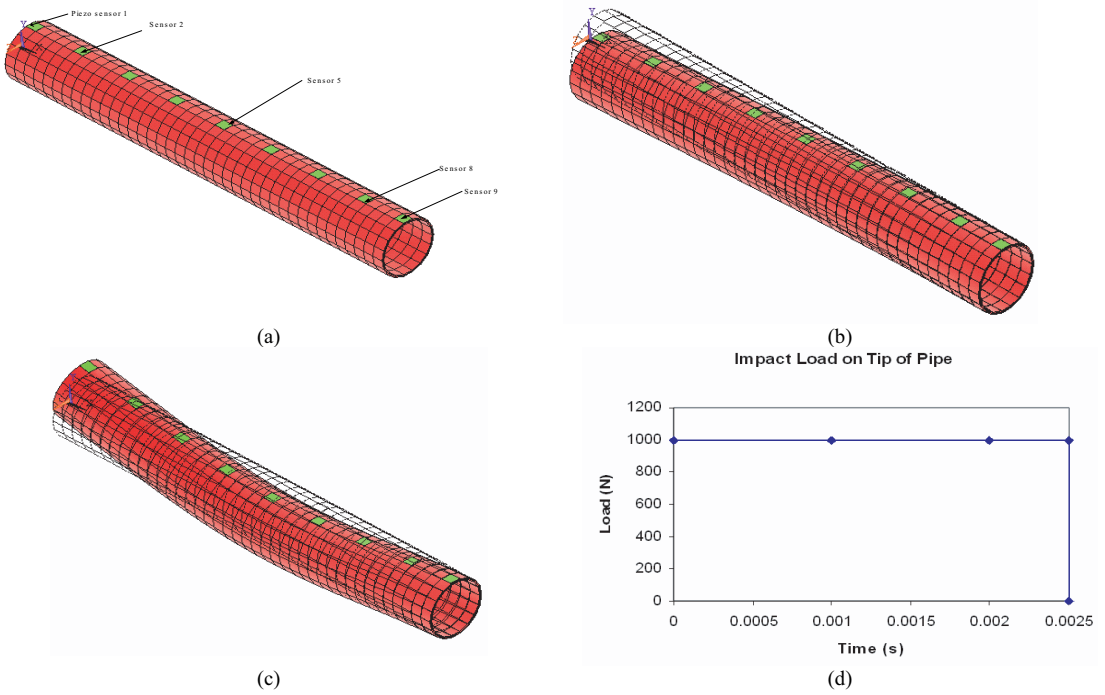 Piezo sensor 1
Sensor 2
Sensor 5
Sensor 8
Sensor 9
Y
Y
(a)
(b)
Impact Load on Tip of Pipe
1200
1000
800
600
400
200
0
Load (N)
0 0.0005 0.001 0.0015 0.002 0.0025
Time (s)
(c)
(d)